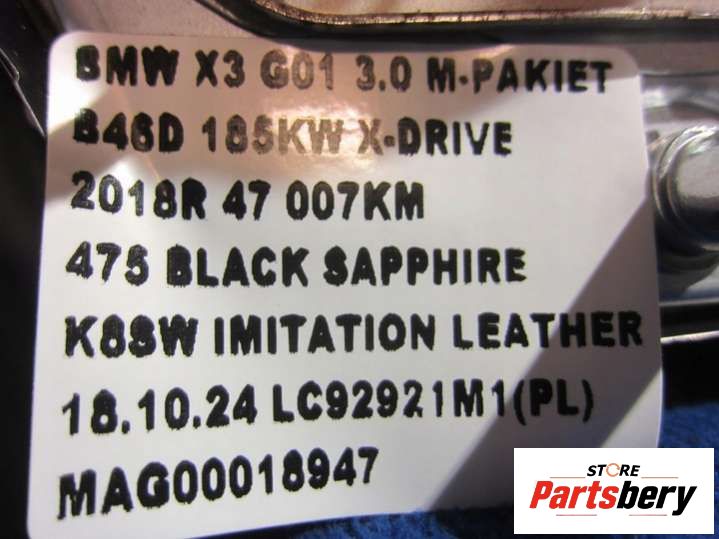 BMW X3 G01 3.0 M-PAKIET
B46D 185KW X-DRIVE
2018R 47 007KM
475 BLACK SAPPHIRE
K8SW IMITATION LEATHER
18.10.24 LC92921M1(PL)
MAG00018947
STORE
Partsbery